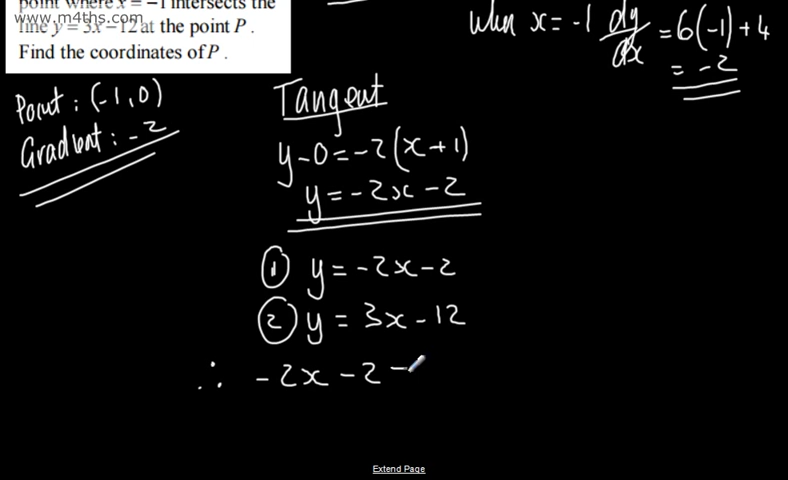 point where x = −1 intersects the
www.m4ths.com
line y = 3x − 12 at the point P .
Find the coordinates of P .
When x = -1 dy/dx = 6(-1) + 4
= -2
Point : (-1, 0)
Gradient : -2
Tangent
y - 0 = -2(x + 1)
y = -2x - 2
① y = -2x - 2
② y = 3x - 12
∴ -2x - 2 -
Extend Page